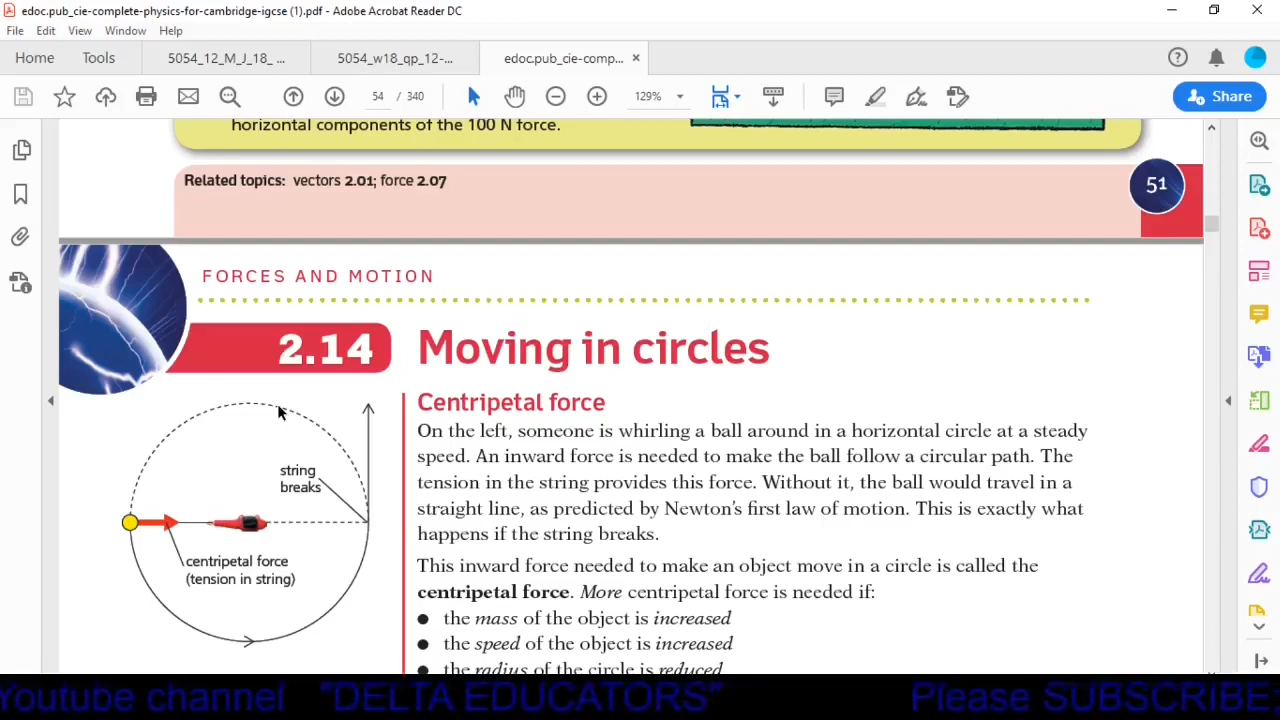 edoc.pub_cie-complete-physics-for-cambridge-igcse (1).pdf - Adobe Acrobat Reader DC
File Edit View Window Help
Home Tools 5054_12_M_J_18_ ... 5054_w18_qp_12-... edoc.pub_cie-comp... ×
54 / 340 129% Share
horizontal components of the 100 N force.
Related topics: vectors 2.01; force 2.07
51
FORCES AND MOTION
2.14 Moving in circles
string
breaks
centripetal force
(tension in string)
Centripetal force
On the left, someone is whirling a ball around in a horizontal circle at a steady
speed. An inward force is needed to make the ball follow a circular path. The
tension in the string provides this force. Without it, the ball would travel in a
straight line, as predicted by Newton's first law of motion. This is exactly what
happens if the string breaks.
This inward force needed to make an object move in a circle is called the
centripetal force. More centripetal force is needed if:
● the mass of the object is increased
● the speed of the object is increased
● the radius of the circle is reduced
Youtube channel "DELTA EDUCATORS" Please SUBSCRIBE